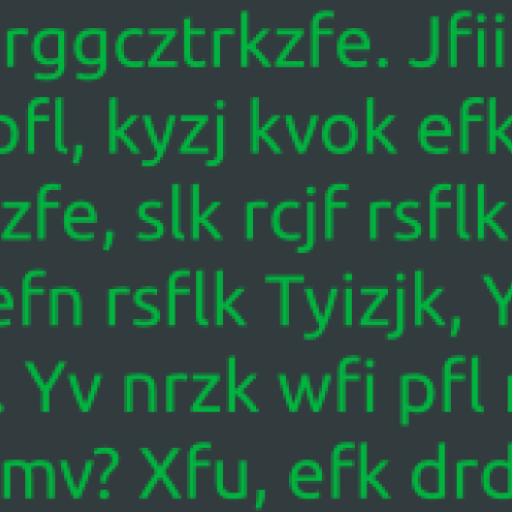 rggcztrkzfe. Jfii
pfl, kyzj kvok efk
zfe, slk rcjf rsflk
efn rsflk Tyizjk, Y
. Yv nrzk wfi pfl
mv? Xfu, efk drd